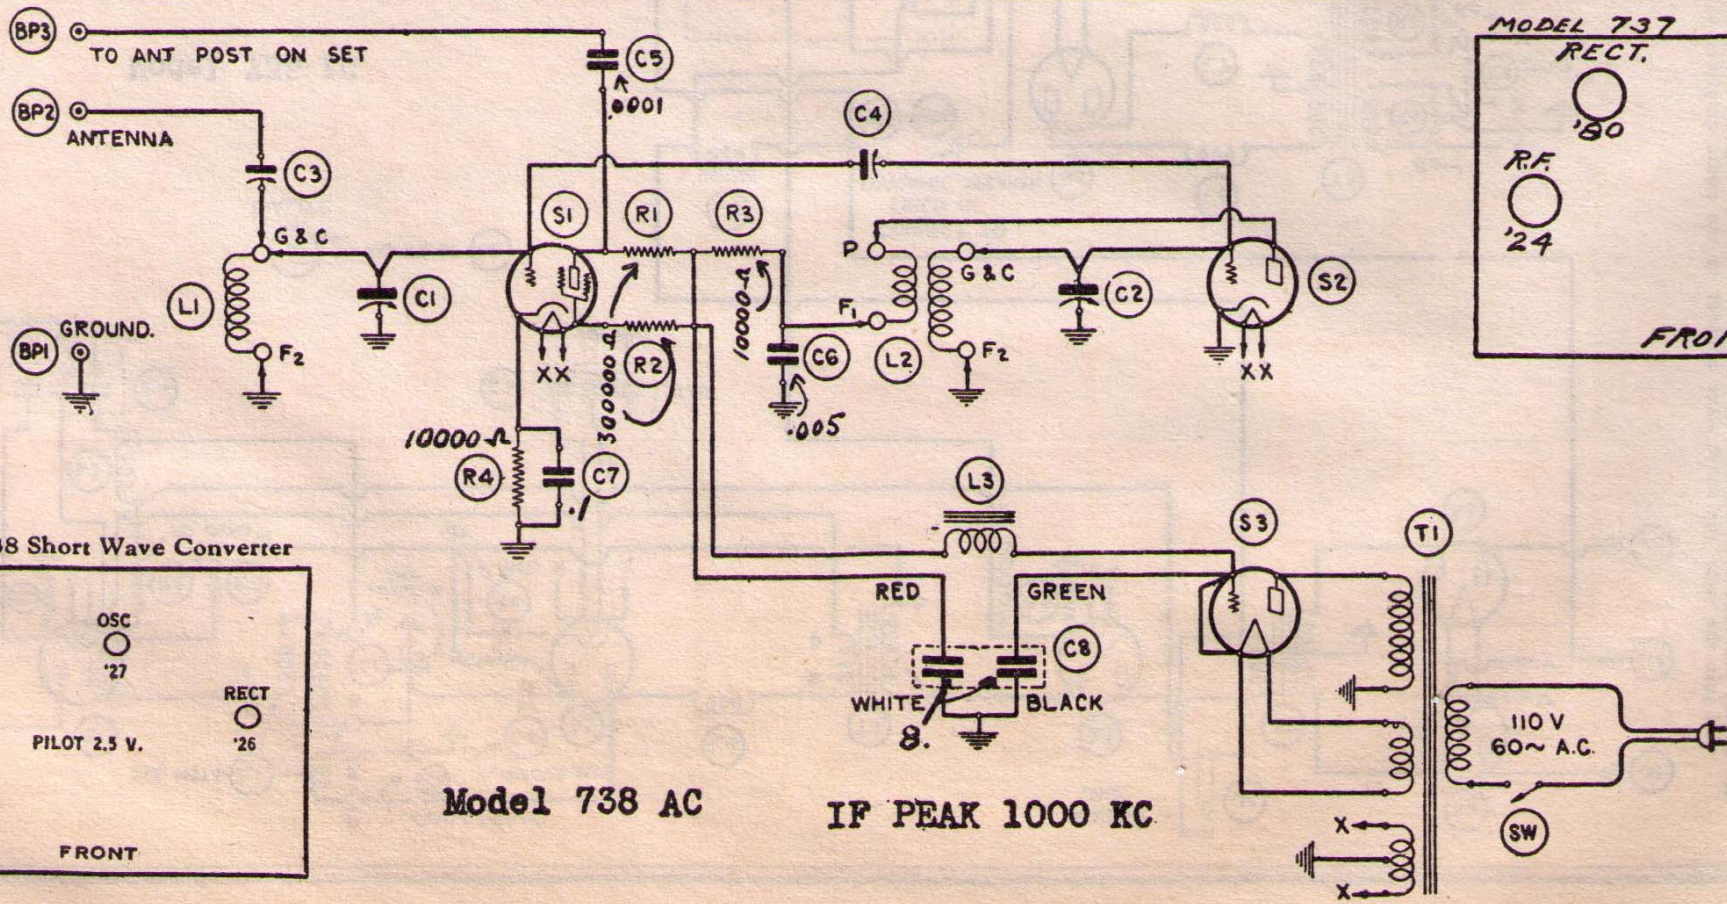 BP3 TO ANT POST ON SET
C5
.0001
MODEL 737
RECT.
'80
R.F.
'24
BP2 ANTENNA
C3
C4
S1 R1 R3
G & C
L1
C1
P
G & C
C2
S2
BP1 GROUND.
F2
F1
XX
R2
300000 Ω
10000 Ω
C6
.005
L2
F2
XX
10000 Ω
R4
C7
.1
L3
S3
T1
38 Short Wave Converter
OSC
'27
RECT
'26
PILOT 2.5 V.
FRONT
RED
GREEN
C8
WHITE
BLACK
8.
110 V
60~ A.C.
SW
X
X
Model 738 AC
IF PEAK 1000 KC